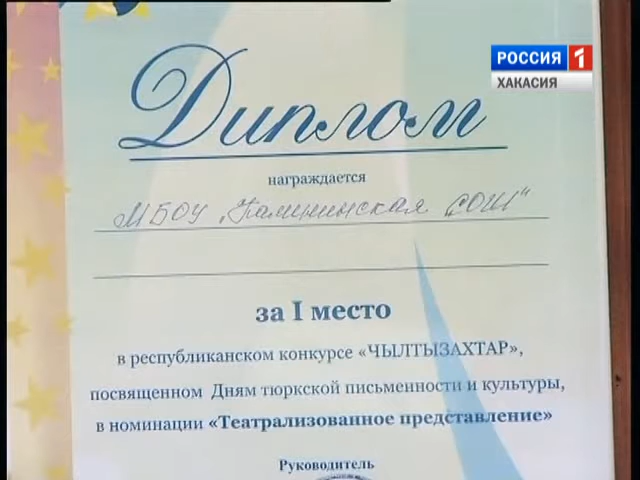 РОССИЯ 1
ХАКАСИЯ
Диплом
награждается
МБОУ „Калининская СОШ"
за I место
в республиканском конкурсе «ЧЫЛТЫЗАХТАР»,
посвященном Дням тюркской письменности и культуры,
в номинации «Театрализованное представление»
Руководитель